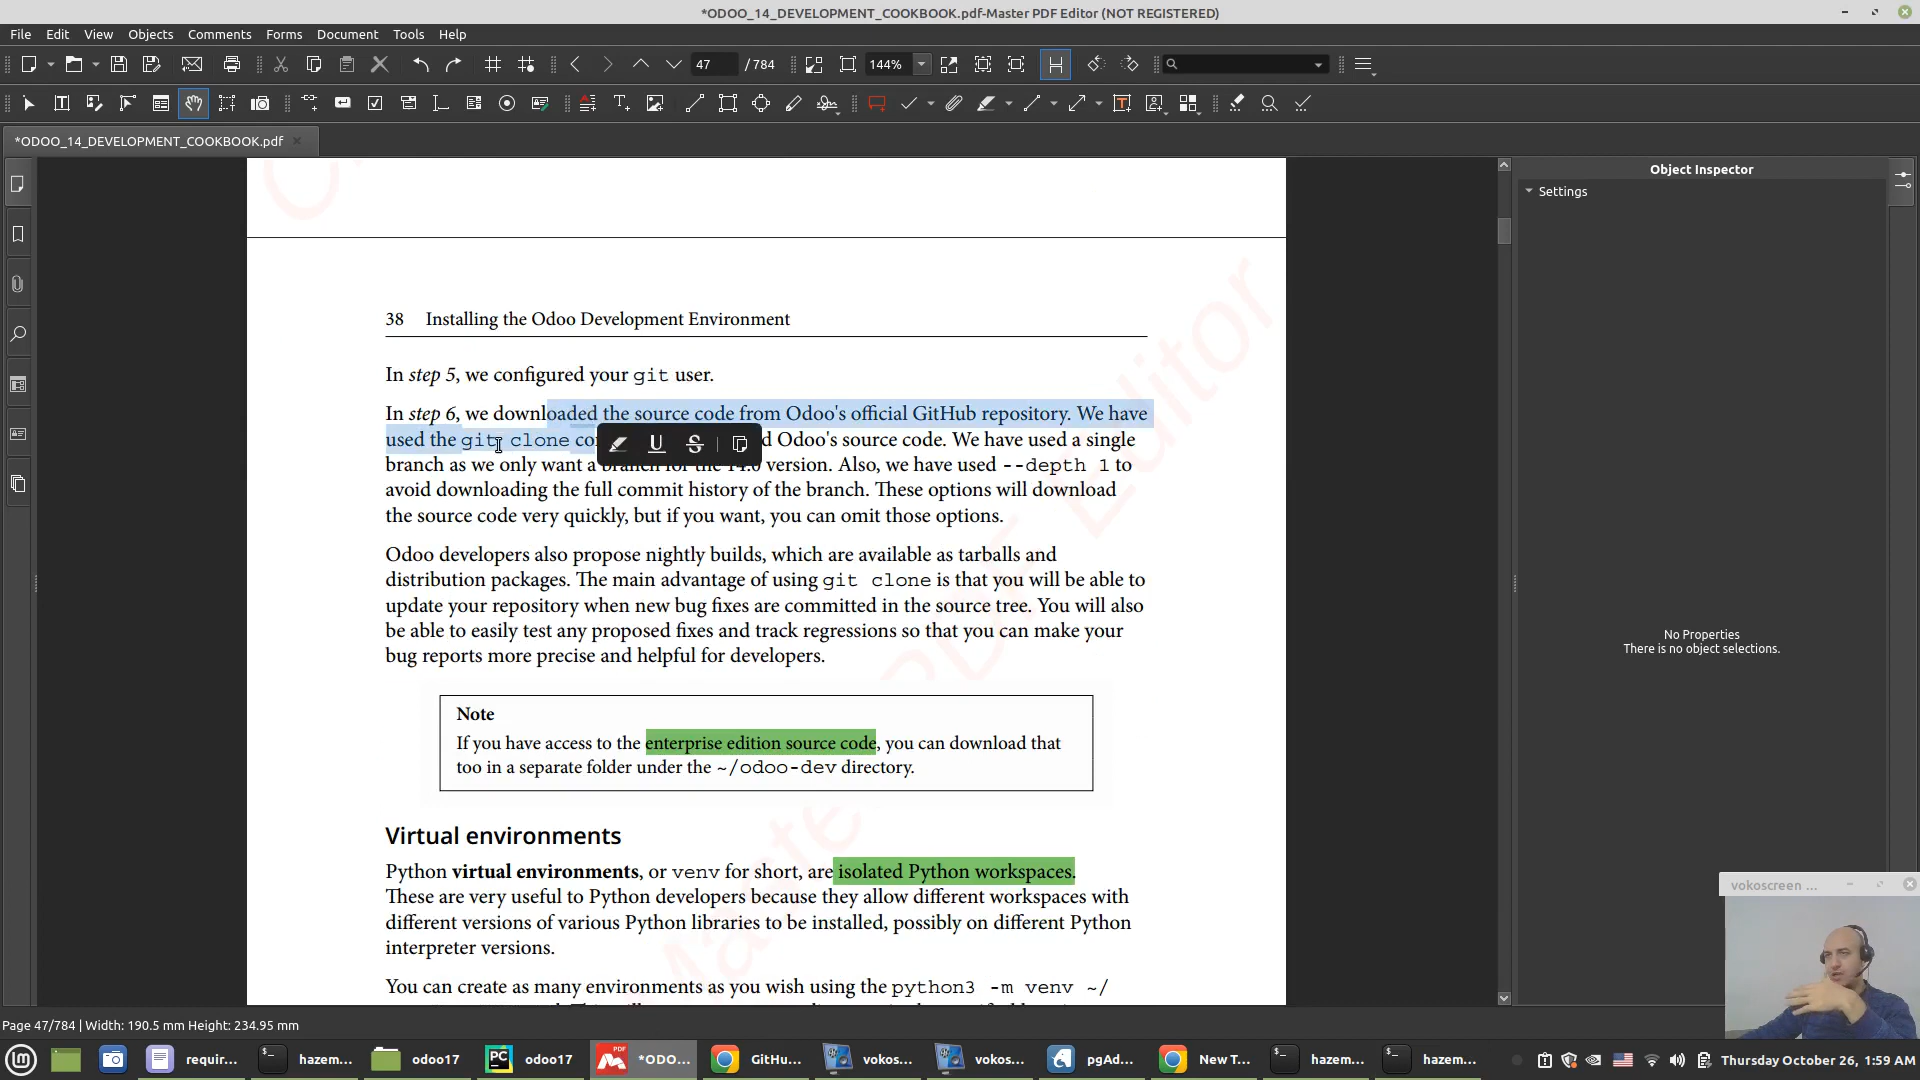 *ODOO_14_DEVELOPMENT_COOKBOOK.pdf-Master PDF Editor (NOT REGISTERED)
File Edit View Objects Comments Forms Document Tools Help
47 / 784 144%
*ODOO_14_DEVELOPMENT_COOKBOOK.pdf
Object Inspector
Settings
38 Installing the Odoo Development Environment
In step 5, we configured your git user.
In step 6, we downloaded the source code from Odoo's official GitHub repository. We have
used the git clone co d Odoo's source code. We have used a single
branch as we only want a branch for the 14.0 version. Also, we have used --depth 1 to
avoid downloading the full commit history of the branch. These options will download
the source code very quickly, but if you want, you can omit those options.
Odoo developers also propose nightly builds, which are available as tarballs and
distribution packages. The main advantage of using git clone is that you will be able to
update your repository when new bug fixes are committed in the source tree. You will also
be able to easily test any proposed fixes and track regressions so that you can make your
bug reports more precise and helpful for developers.
No Properties
There is no object selections.
Note
If you have access to the enterprise edition source code, you can download that
too in a separate folder under the ~/odoo-dev directory.
Virtual environments
Python virtual environments, or venv for short, are isolated Python workspaces.
These are very useful to Python developers because they allow different workspaces with
different versions of various Python libraries to be installed, possibly on different Python
interpreter versions.
You can create as many environments as you wish using the python3 -m venv ~/
PDF Editor
vokoscreen ...
Page 47/784 | Width: 190.5 mm Height: 234.95 mm
requir... hazem... odoo17 odoo17 *ODO... GitHu... vokos... vokos... pgAd... New T... hazem... hazem... Thursday October 26, 1:59 AM